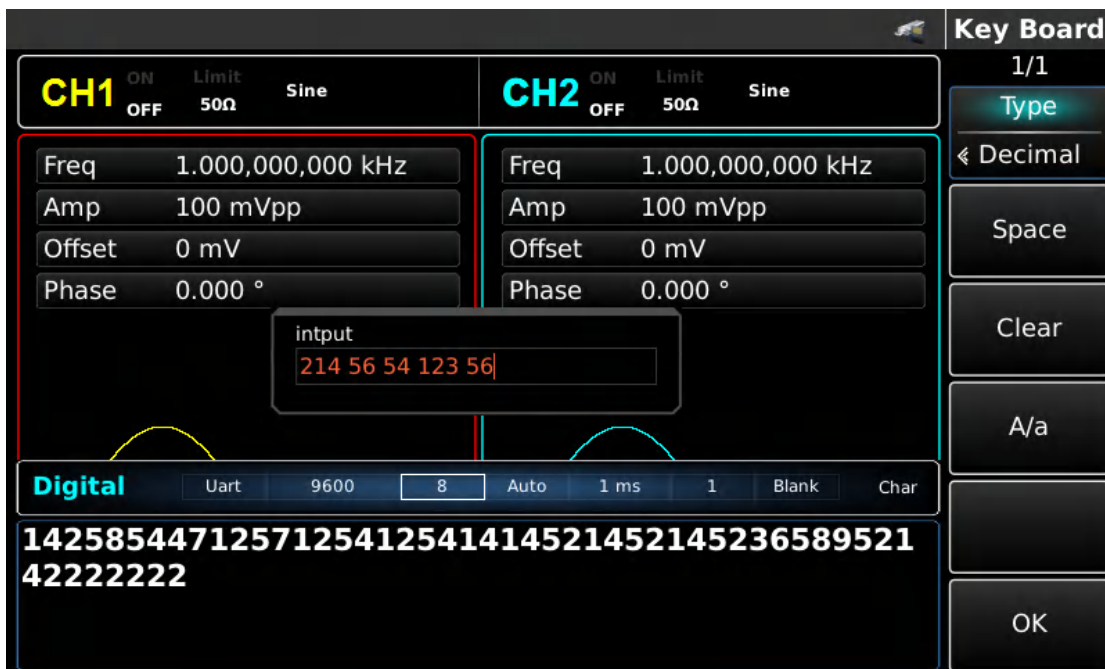 Key Board
1/1
CH1 ON OFF Limit 50Ω Sine
CH2 ON OFF Limit 50Ω Sine
Type
Decimal
Freq 1.000,000,000 kHz
Amp 100 mVpp
Offset 0 mV
Phase 0.000 °
Freq 1.000,000,000 kHz
Amp 100 mVpp
Offset 0 mV
Phase 0.000 °
Space
Clear
A/a
intput
214 56 54 123 56
Digital Uart 9600 8 Auto 1 ms 1 Blank Char
14258544712571254125414145214521452365895​21
42222222
OK